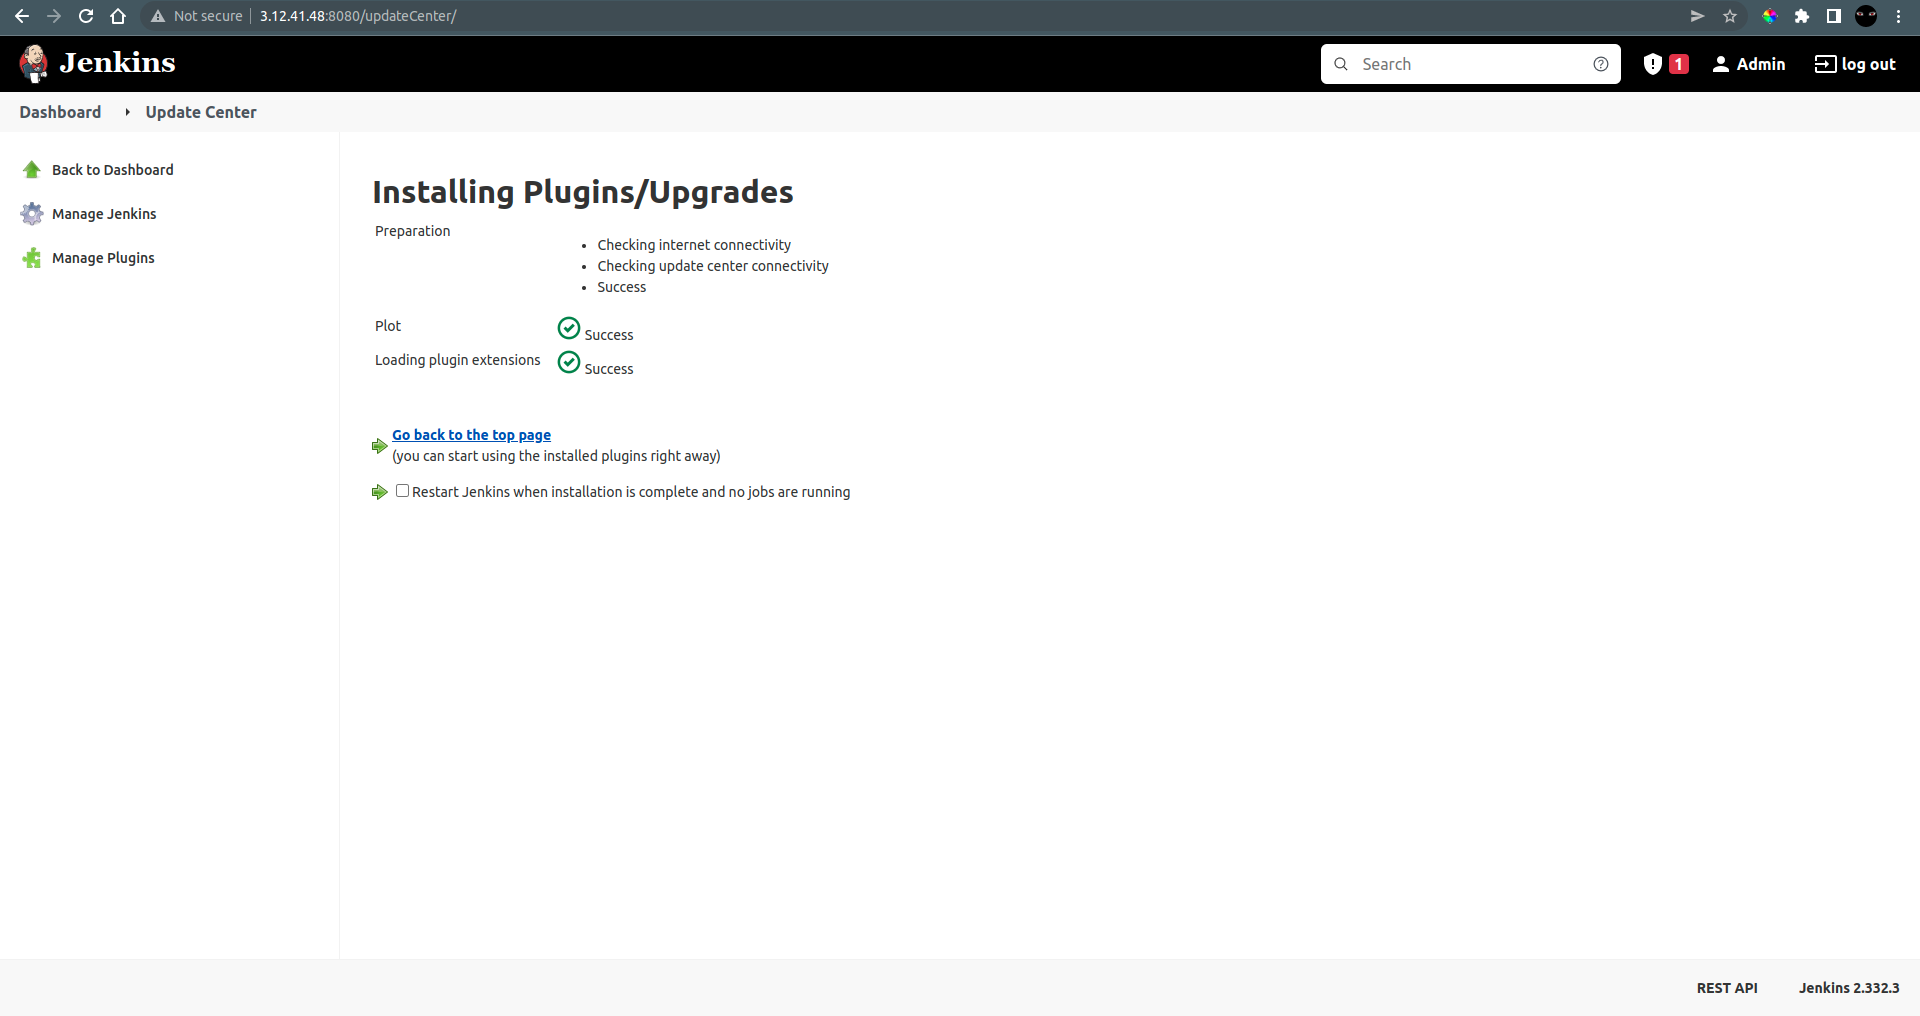 Not secure | 3.12.41.48:8080/updateCenter/
Jenkins
Search
1
Admin
log out
Dashboard
Update Center
Back to Dashboard
Manage Jenkins
Manage Plugins
Installing Plugins/Upgrades
Preparation
Checking internet connectivity
Checking update center connectivity
Success
Plot
Success
Loading plugin extensions
Success
Go back to the top page
(you can start using the installed plugins right away)
Restart Jenkins when installation is complete and no jobs are running
REST API
Jenkins 2.332.3